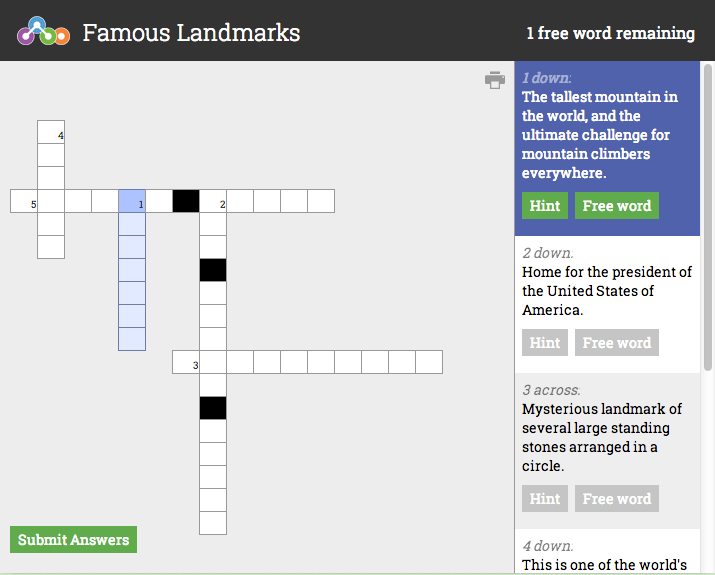 Famous Landmarks
1 free word remaining
1 down:
The tallest mountain in
the world, and the
ultimate challenge for
mountain climbers
everywhere.
Hint Free word
4
5 1 2
3
2 down.
Home for the president of
the United States of
America.
Hint Free word
3 across:
Mysterious landmark of
several large standing
stones arranged in a
circle.
Hint Free word
4 down.
This is one of the world's
Submit Answers